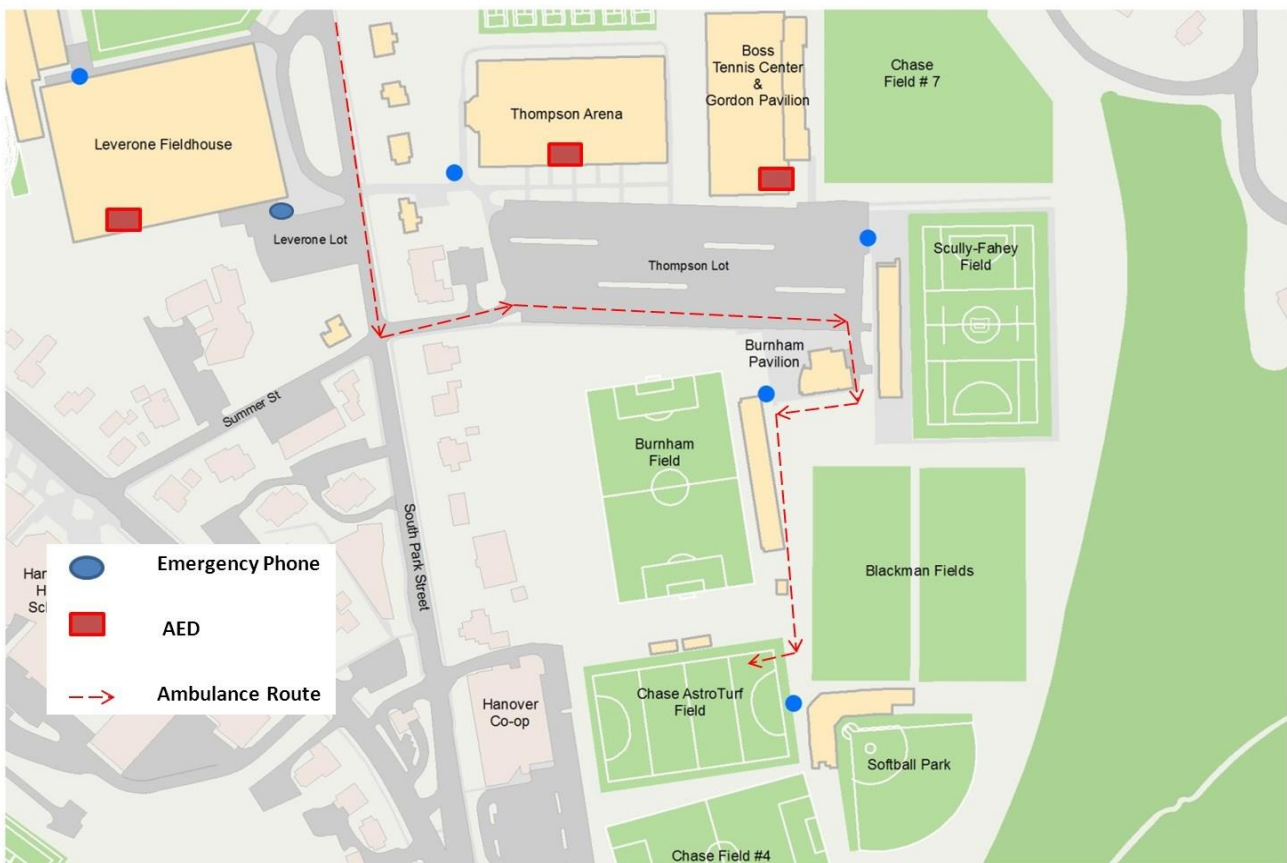 Boss
Tennis Center
&
Gordon Pavilion
Chase
Field # 7
Thompson Arena
Leverone Fieldhouse
Leverone Lot
Thompson Lot
Scully-Fahey
Field
Burnham
Pavilion
Summer St
Burnham
Field
South Park Street
Blackman Fields
Emergency Phone
AED
Ambulance Route
Hanover
Co-op
Chase AstroTurf
Field
Softball Park
Chase Field #4